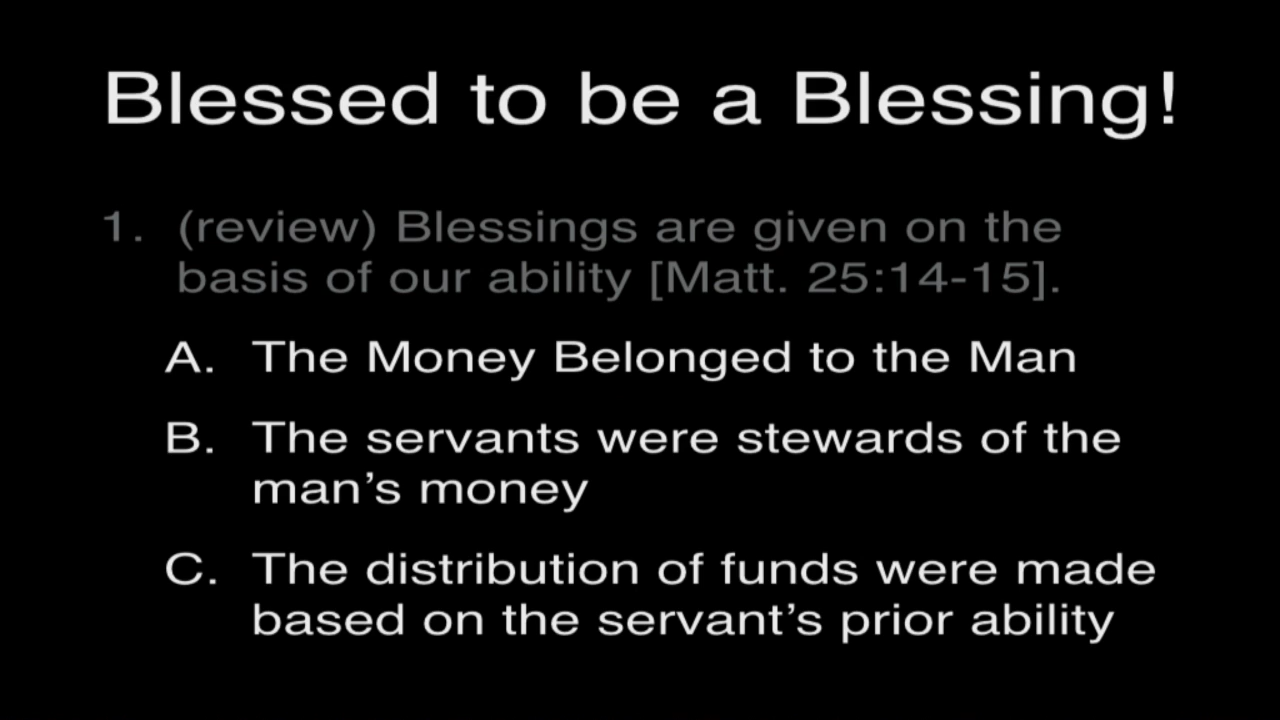 Blessed to be a Blessing!
1. (review) Blessings are given on the
basis of our ability [Matt. 25:14-15].
A. The Money Belonged to the Man
B. The servants were stewards of the
man’s money
C. The distribution of funds were made
based on the servant’s prior ability